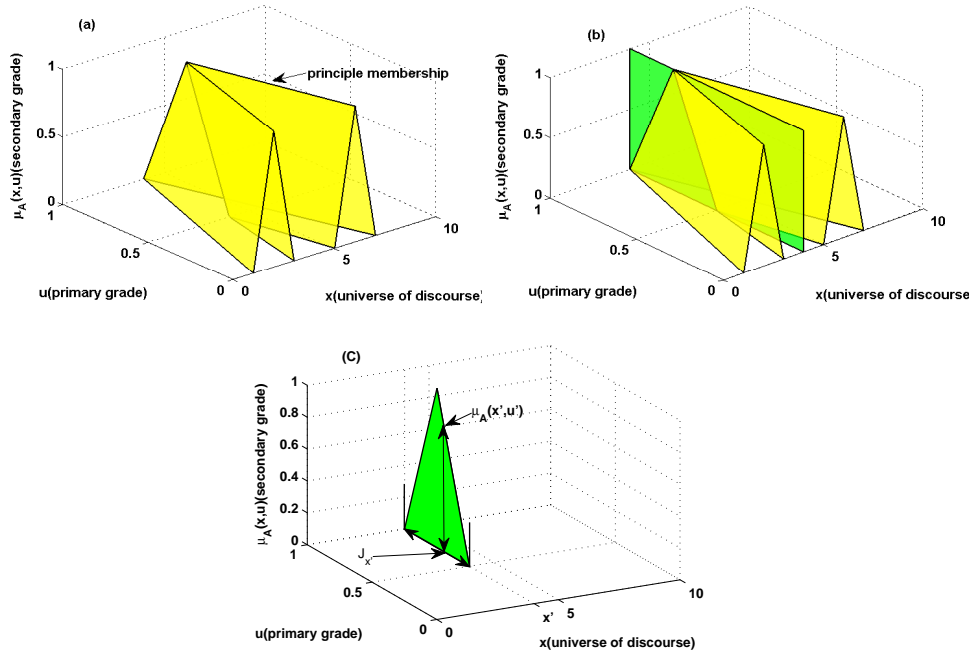 (a)
principle membership
μA(x,u)(secondary grade)
1
0.5
0
1
0.5
0
u(primary grade)
0
5
10
x(universe of discourse)
(b)
μA(x,u)(secondary grade)
1
0.5
0
1
0.5
0
u(primary grade)
0
5
10
x(universe of discourse
(C)
μA(x',u')
μA(x,u)(secondary grade)
1
0.8
0.6
0.4
0.2
0
1
0.5
0
Jx'
u(primary grade)
0
x'
5
10
x(universe of discourse)